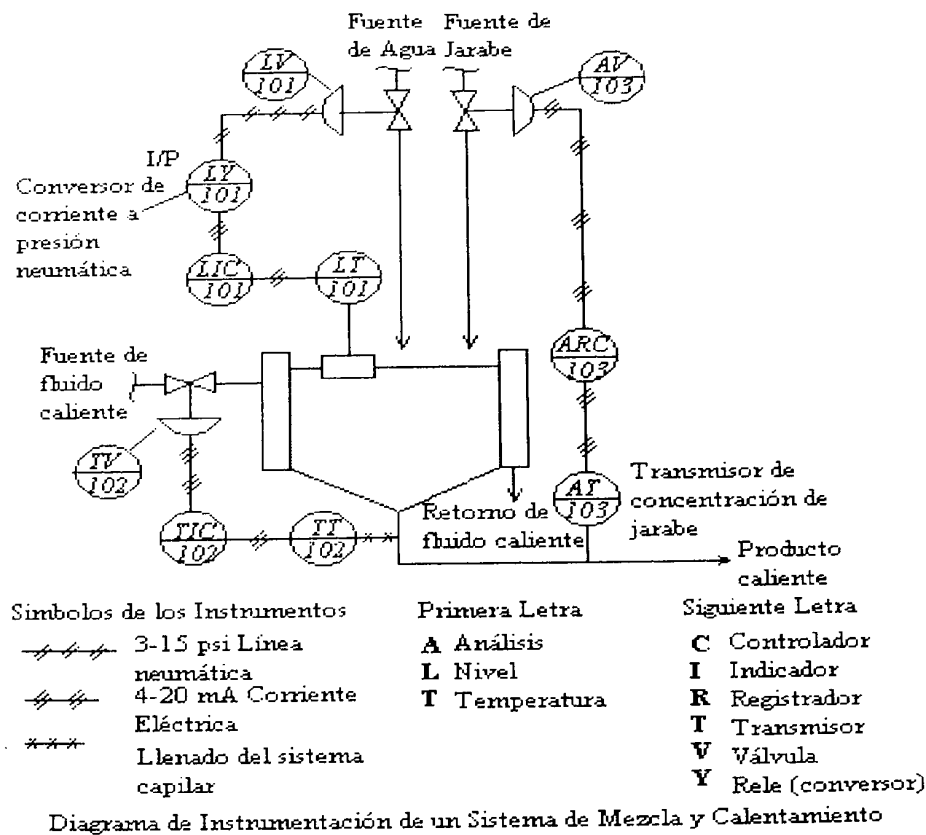 Fuente
de Agua
Fuente de
Jarabe
LV
101
AV
103
I/P
LY
101
Conversor de
corriente a
presión
neumática
LIC
101
LT
101
Fuente de
fluido
caliente
ARC
103
TV
102
AT
103
Transmisor de
concentración de
jarabe
TIC
102
TT
102
Retorno de
fluido caliente
Producto
caliente
Simbolos de los Instrumentos
3-15 psi Línea
neumática
4-20 mA Corriente
Eléctrica
Llenado del sistema
capilar
Primera Letra
A Análisis
L Nivel
T Temperatura
Siguiente Letra
C Controlador
I Indicador
R Registrador
T Transmisor
V Válvula
Y Rele (conversor)
Diagrama de Instrumentación de un Sistema de Mezcla y Calentamiento